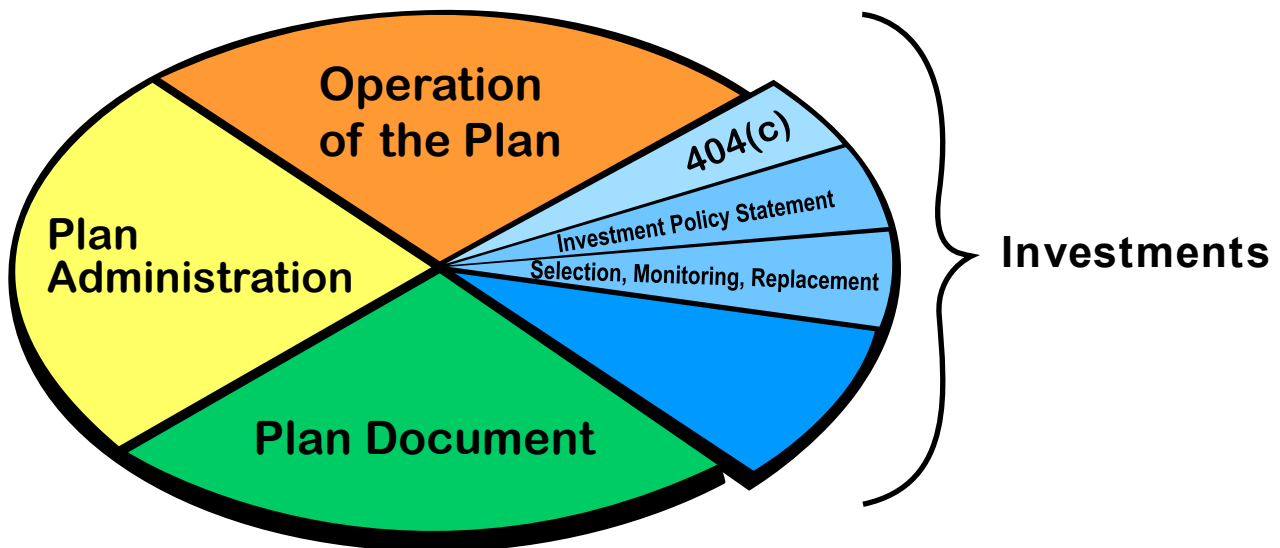 Operation
of the Plan
404(c)
Investment Policy Statement
Selection, Monitoring, Replacement
Plan
Administration
Plan Document
Investments